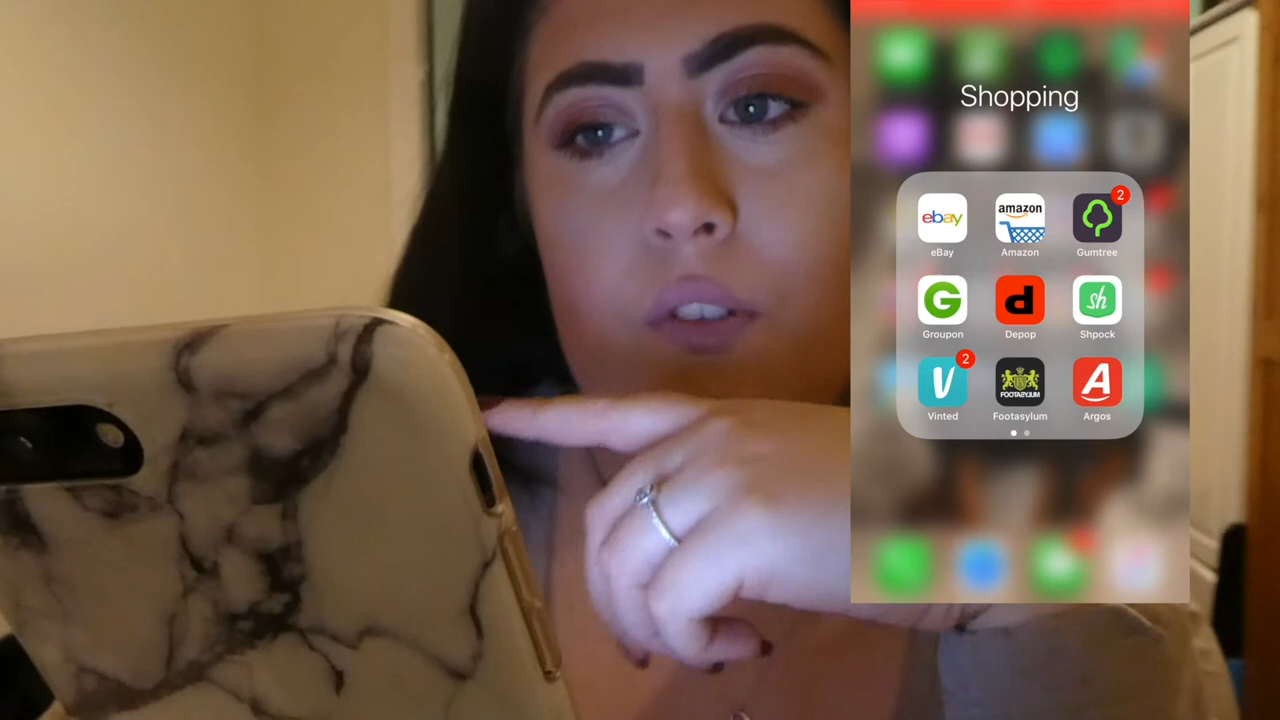 Shopping
ebay
amazon
2
eBay
Amazon
Gumtree
G
d
sh
Groupon
Depop
Shpock
2
V
FOOTASYLUM
A
Vinted
Footasylum
Argos